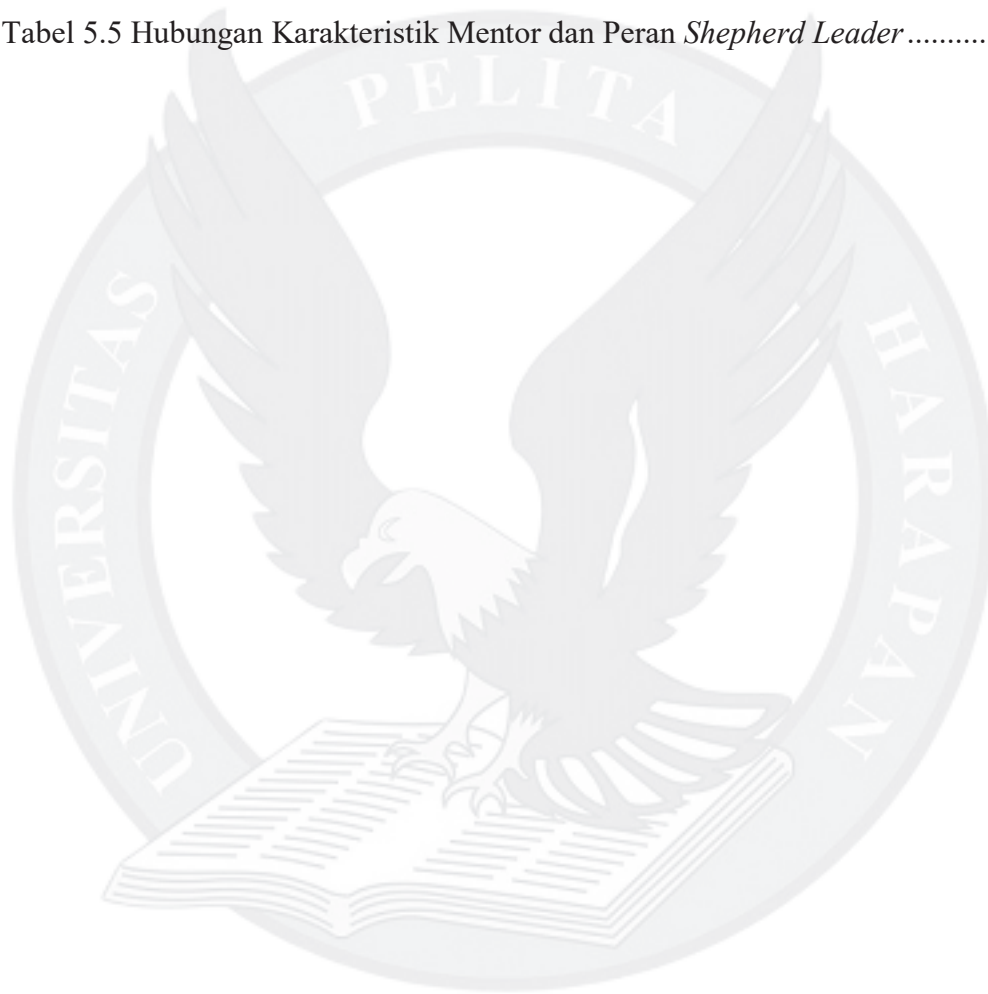 Tabel 5.5 Hubungan Karakteristik Mentor dan Peran Shepherd Leader ..........
UNIVERSITAS PELITA HARAPAN